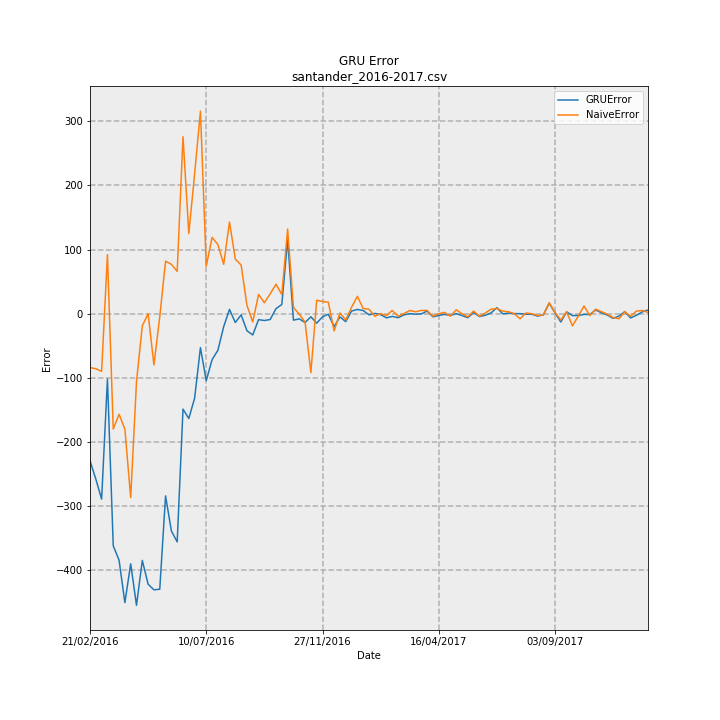 GRU Error
santander_2016-2017.csv
GRUError
NaiveError
300
200
100
0
−100
−200
−300
−400
Error
21/02/2016
10/07/2016
27/11/2016
16/04/2017
03/09/2017
Date